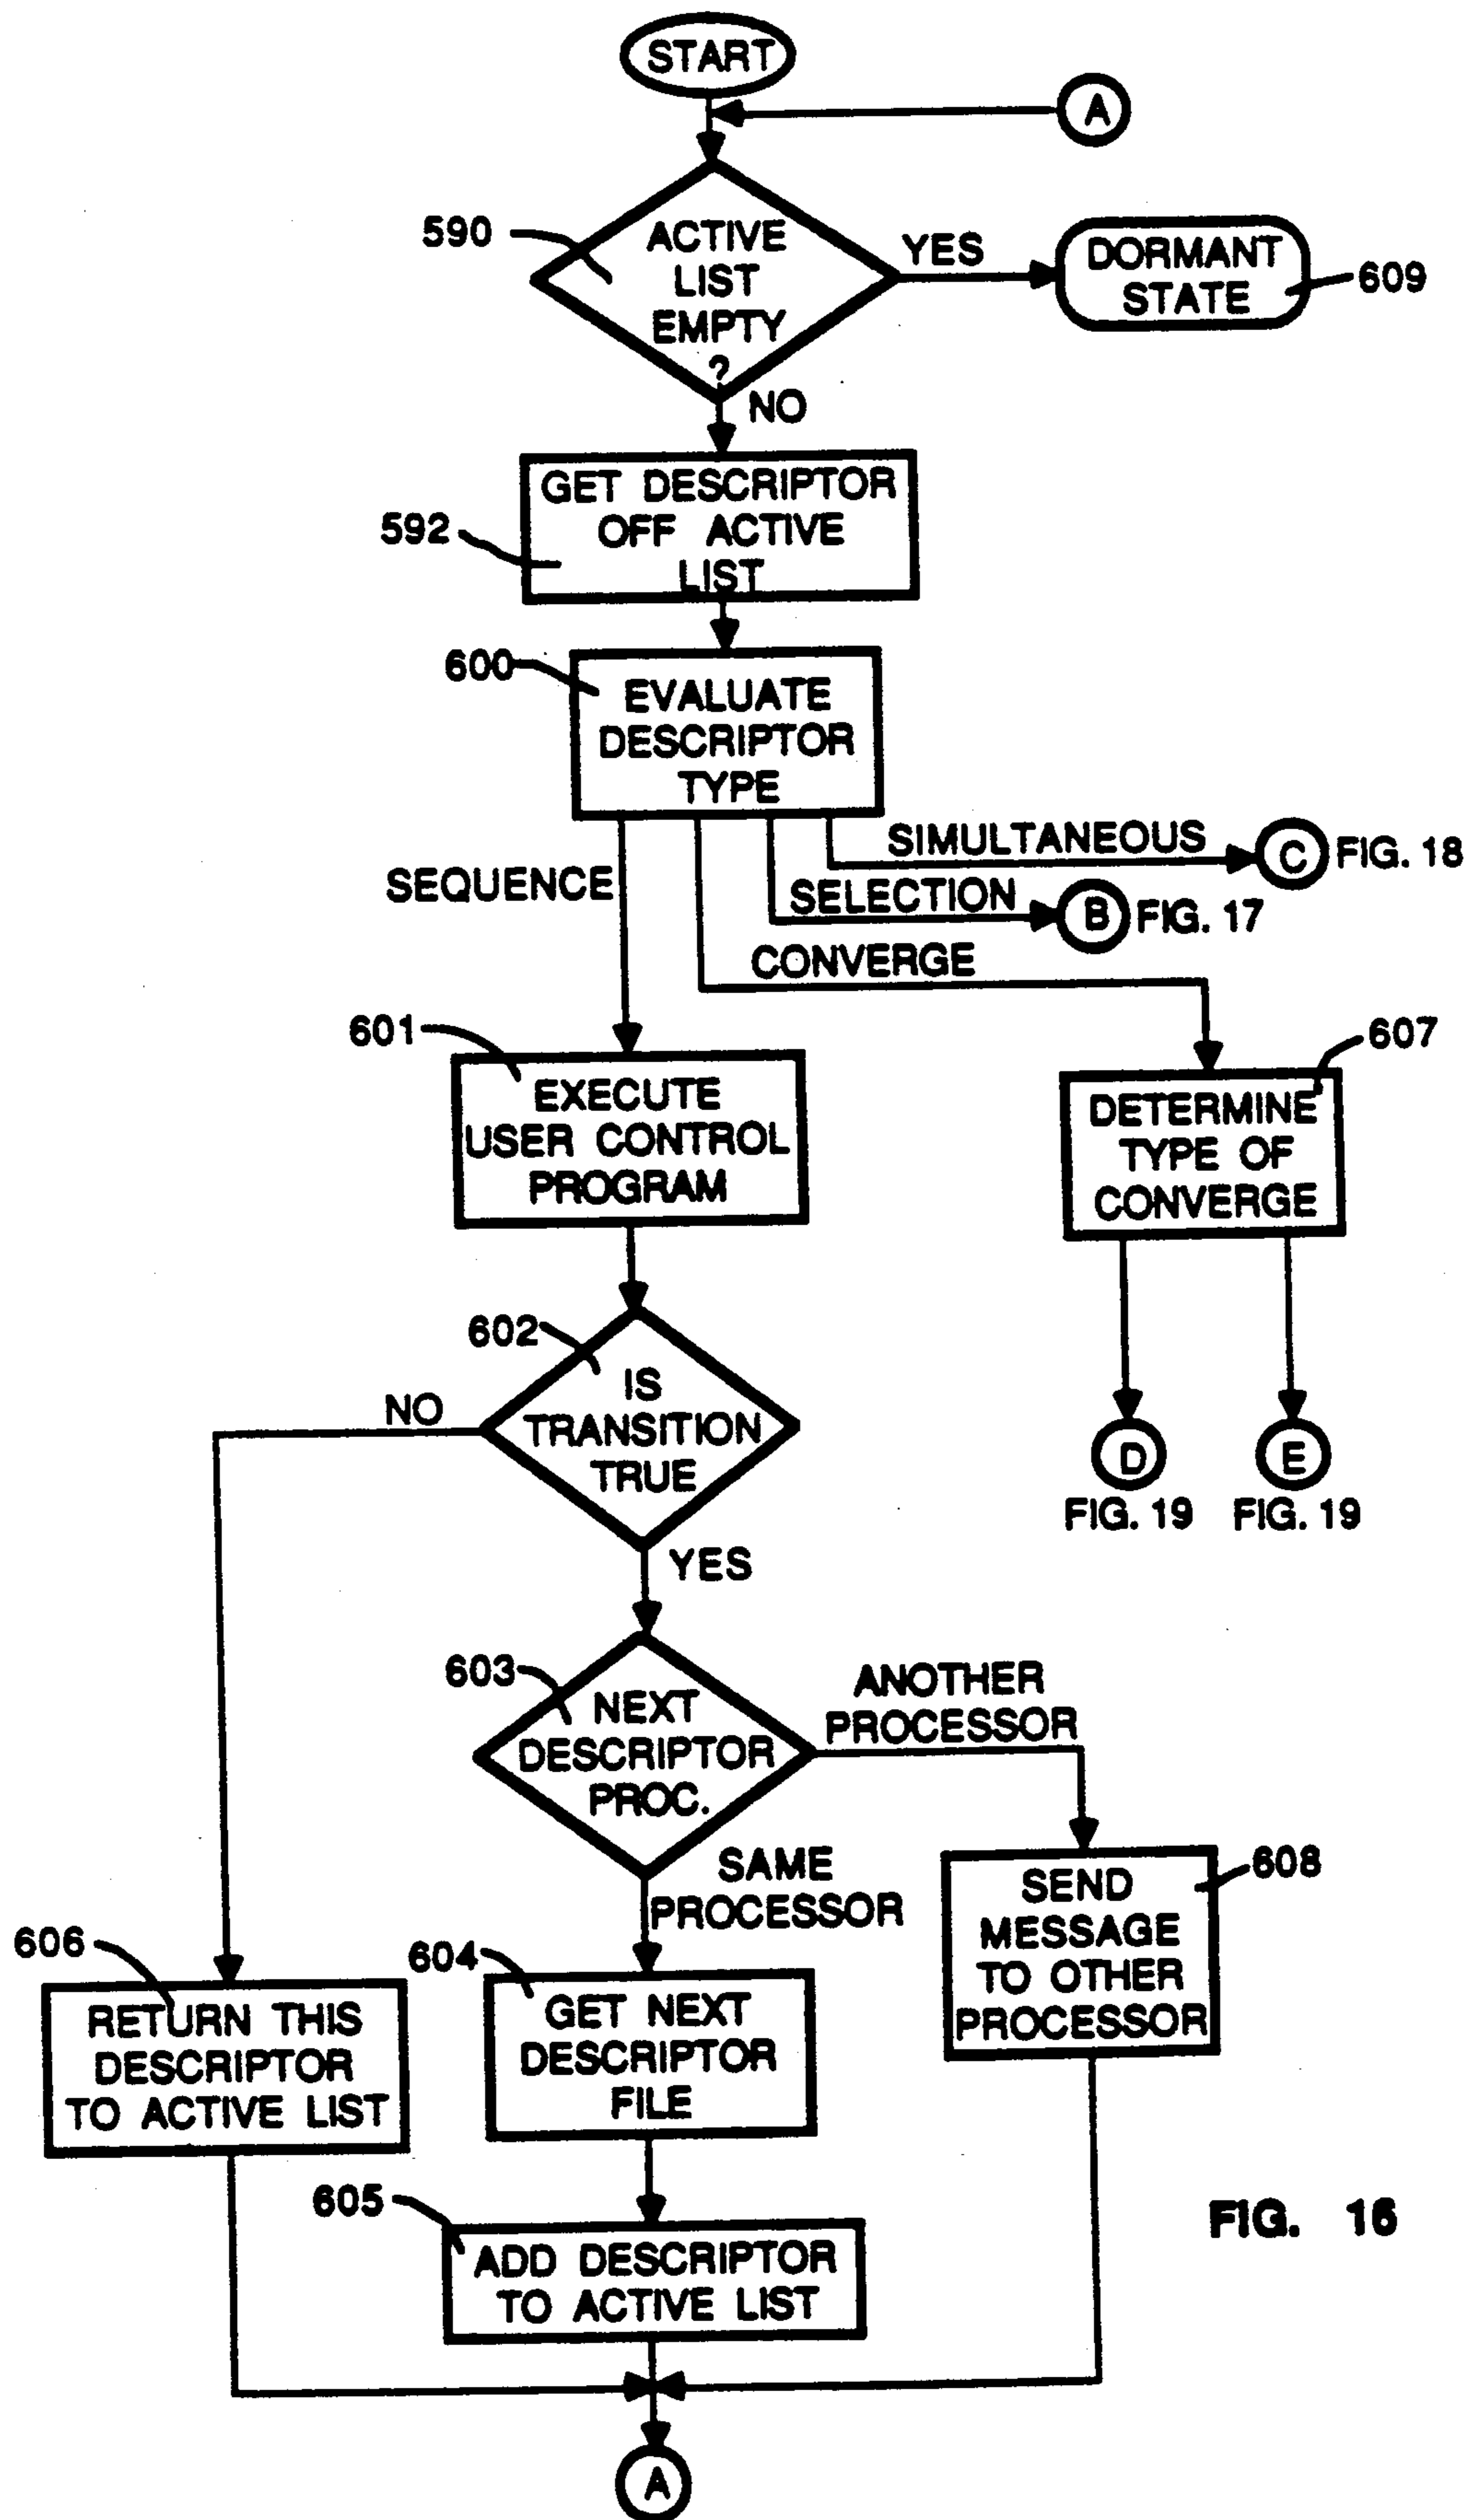 START
A
590
ACTIVE
LIST
EMPTY
?
YES
DORMANT
STATE
609
NO
592
GET DESCRIPTOR
OFF ACTIVE
LIST
600
EVALUATE
DESCRIPTOR
TYPE
SIMULTANEOUS
C
FIG. 18
SEQUENCE
SELECTION
B
FIG. 17
CONVERGE
601
EXECUTE
USER CONTROL
PROGRAM
607
DETERMINE
TYPE OF
CONVERGE
602
IS
TRANSITION
TRUE
NO
YES
D
E
FIG. 19
FIG. 19
603
NEXT
DESCRIPTOR
PROC.
ANOTHER
PROCESSOR
SAME
PROCESSOR
608
SEND
MESSAGE
TO OTHER
PROCESSOR
606
RETURN THIS
DESCRIPTOR
TO ACTIVE LIST
604
GET NEXT
DESCRIPTOR
FILE
605
ADD DESCRIPTOR
TO ACTIVE LIST
FIG. 16
A